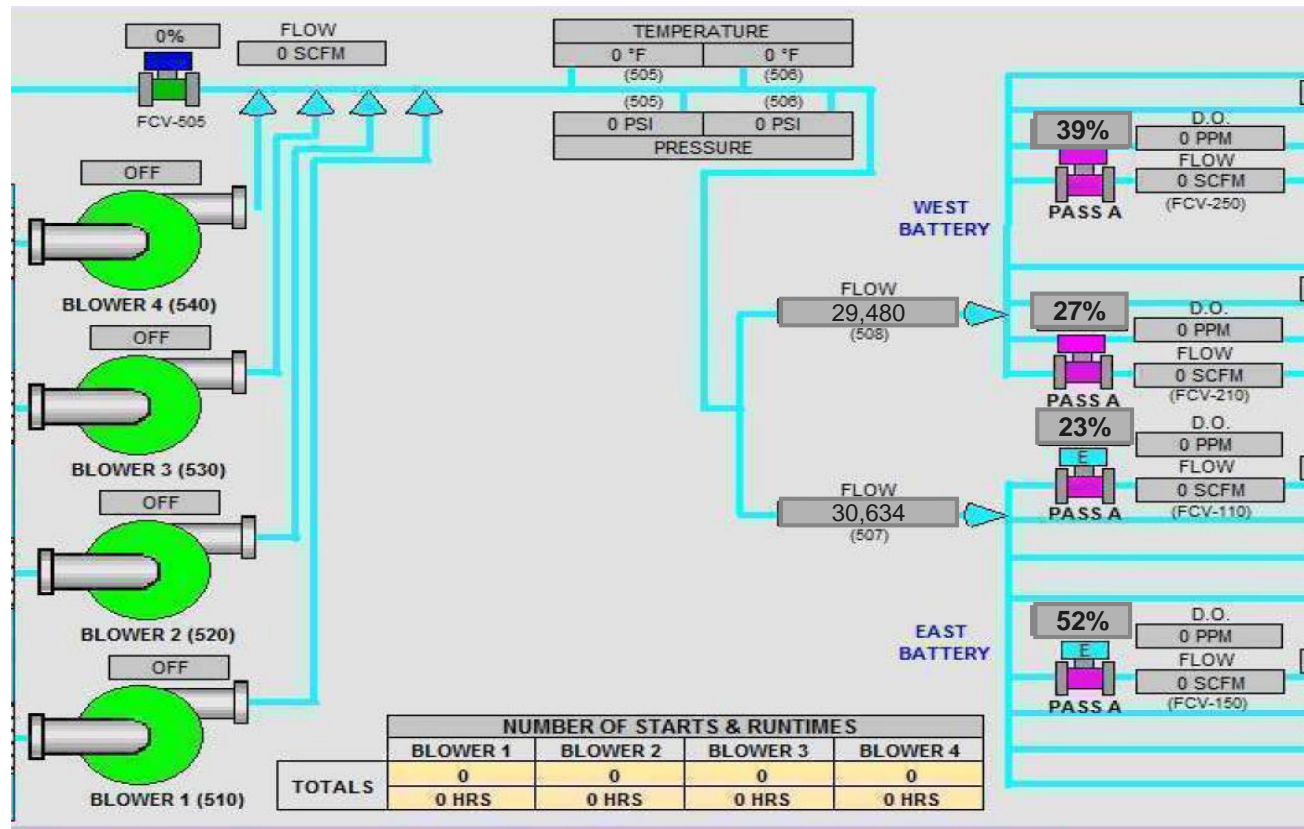 0%
FLOW
0 SCFM
FCV-505
TEMPERATURE
0 °F 0 °F
(505) (506)
(505) (506)
0 PSI 0 PSI
PRESSURE
OFF
BLOWER 4 (540)
OFF
BLOWER 3 (530)
OFF
BLOWER 2 (520)
OFF
BLOWER 1 (510)
WEST
BATTERY
FLOW
29,480
(508)
FLOW
30,634
(507)
EAST
BATTERY
39%
PASS A
D.O.
0 PPM
FLOW
0 SCFM
(FCV-250)
27%
PASS A
D.O.
0 PPM
FLOW
0 SCFM
(FCV-210)
23%
E
PASS A
D.O.
0 PPM
FLOW
0 SCFM
(FCV-110)
52%
E
PASS A
D.O.
0 PPM
FLOW
0 SCFM
(FCV-150)
NUMBER OF STARTS & RUNTIMES
BLOWER 1 BLOWER 2 BLOWER 3 BLOWER 4
TOTALS
0 0 0 0
0 HRS 0 HRS 0 HRS 0 HRS